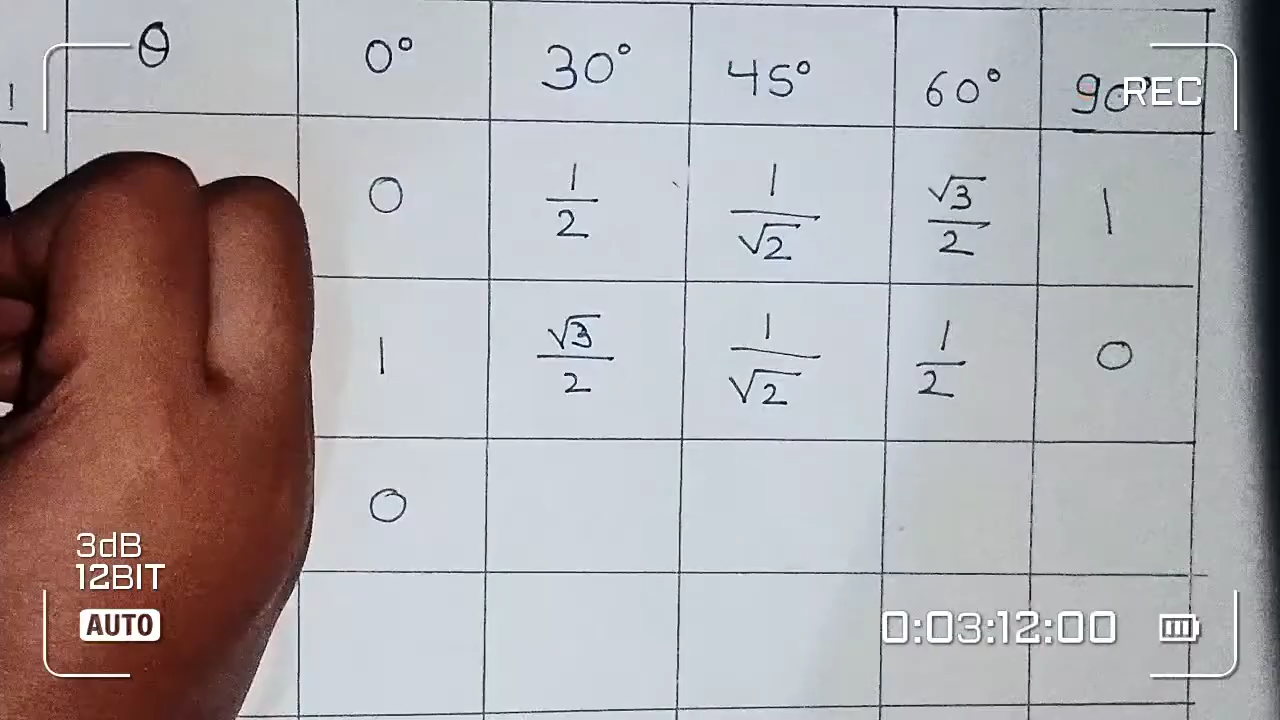 θ 0° 30° 45° 60° 90°
REC
1
0 1/2 1/√2 √3/2 1
1 √3/2 1/√2 1/2 0
0
3dB
12BIT
AUTO
0:03:12:00